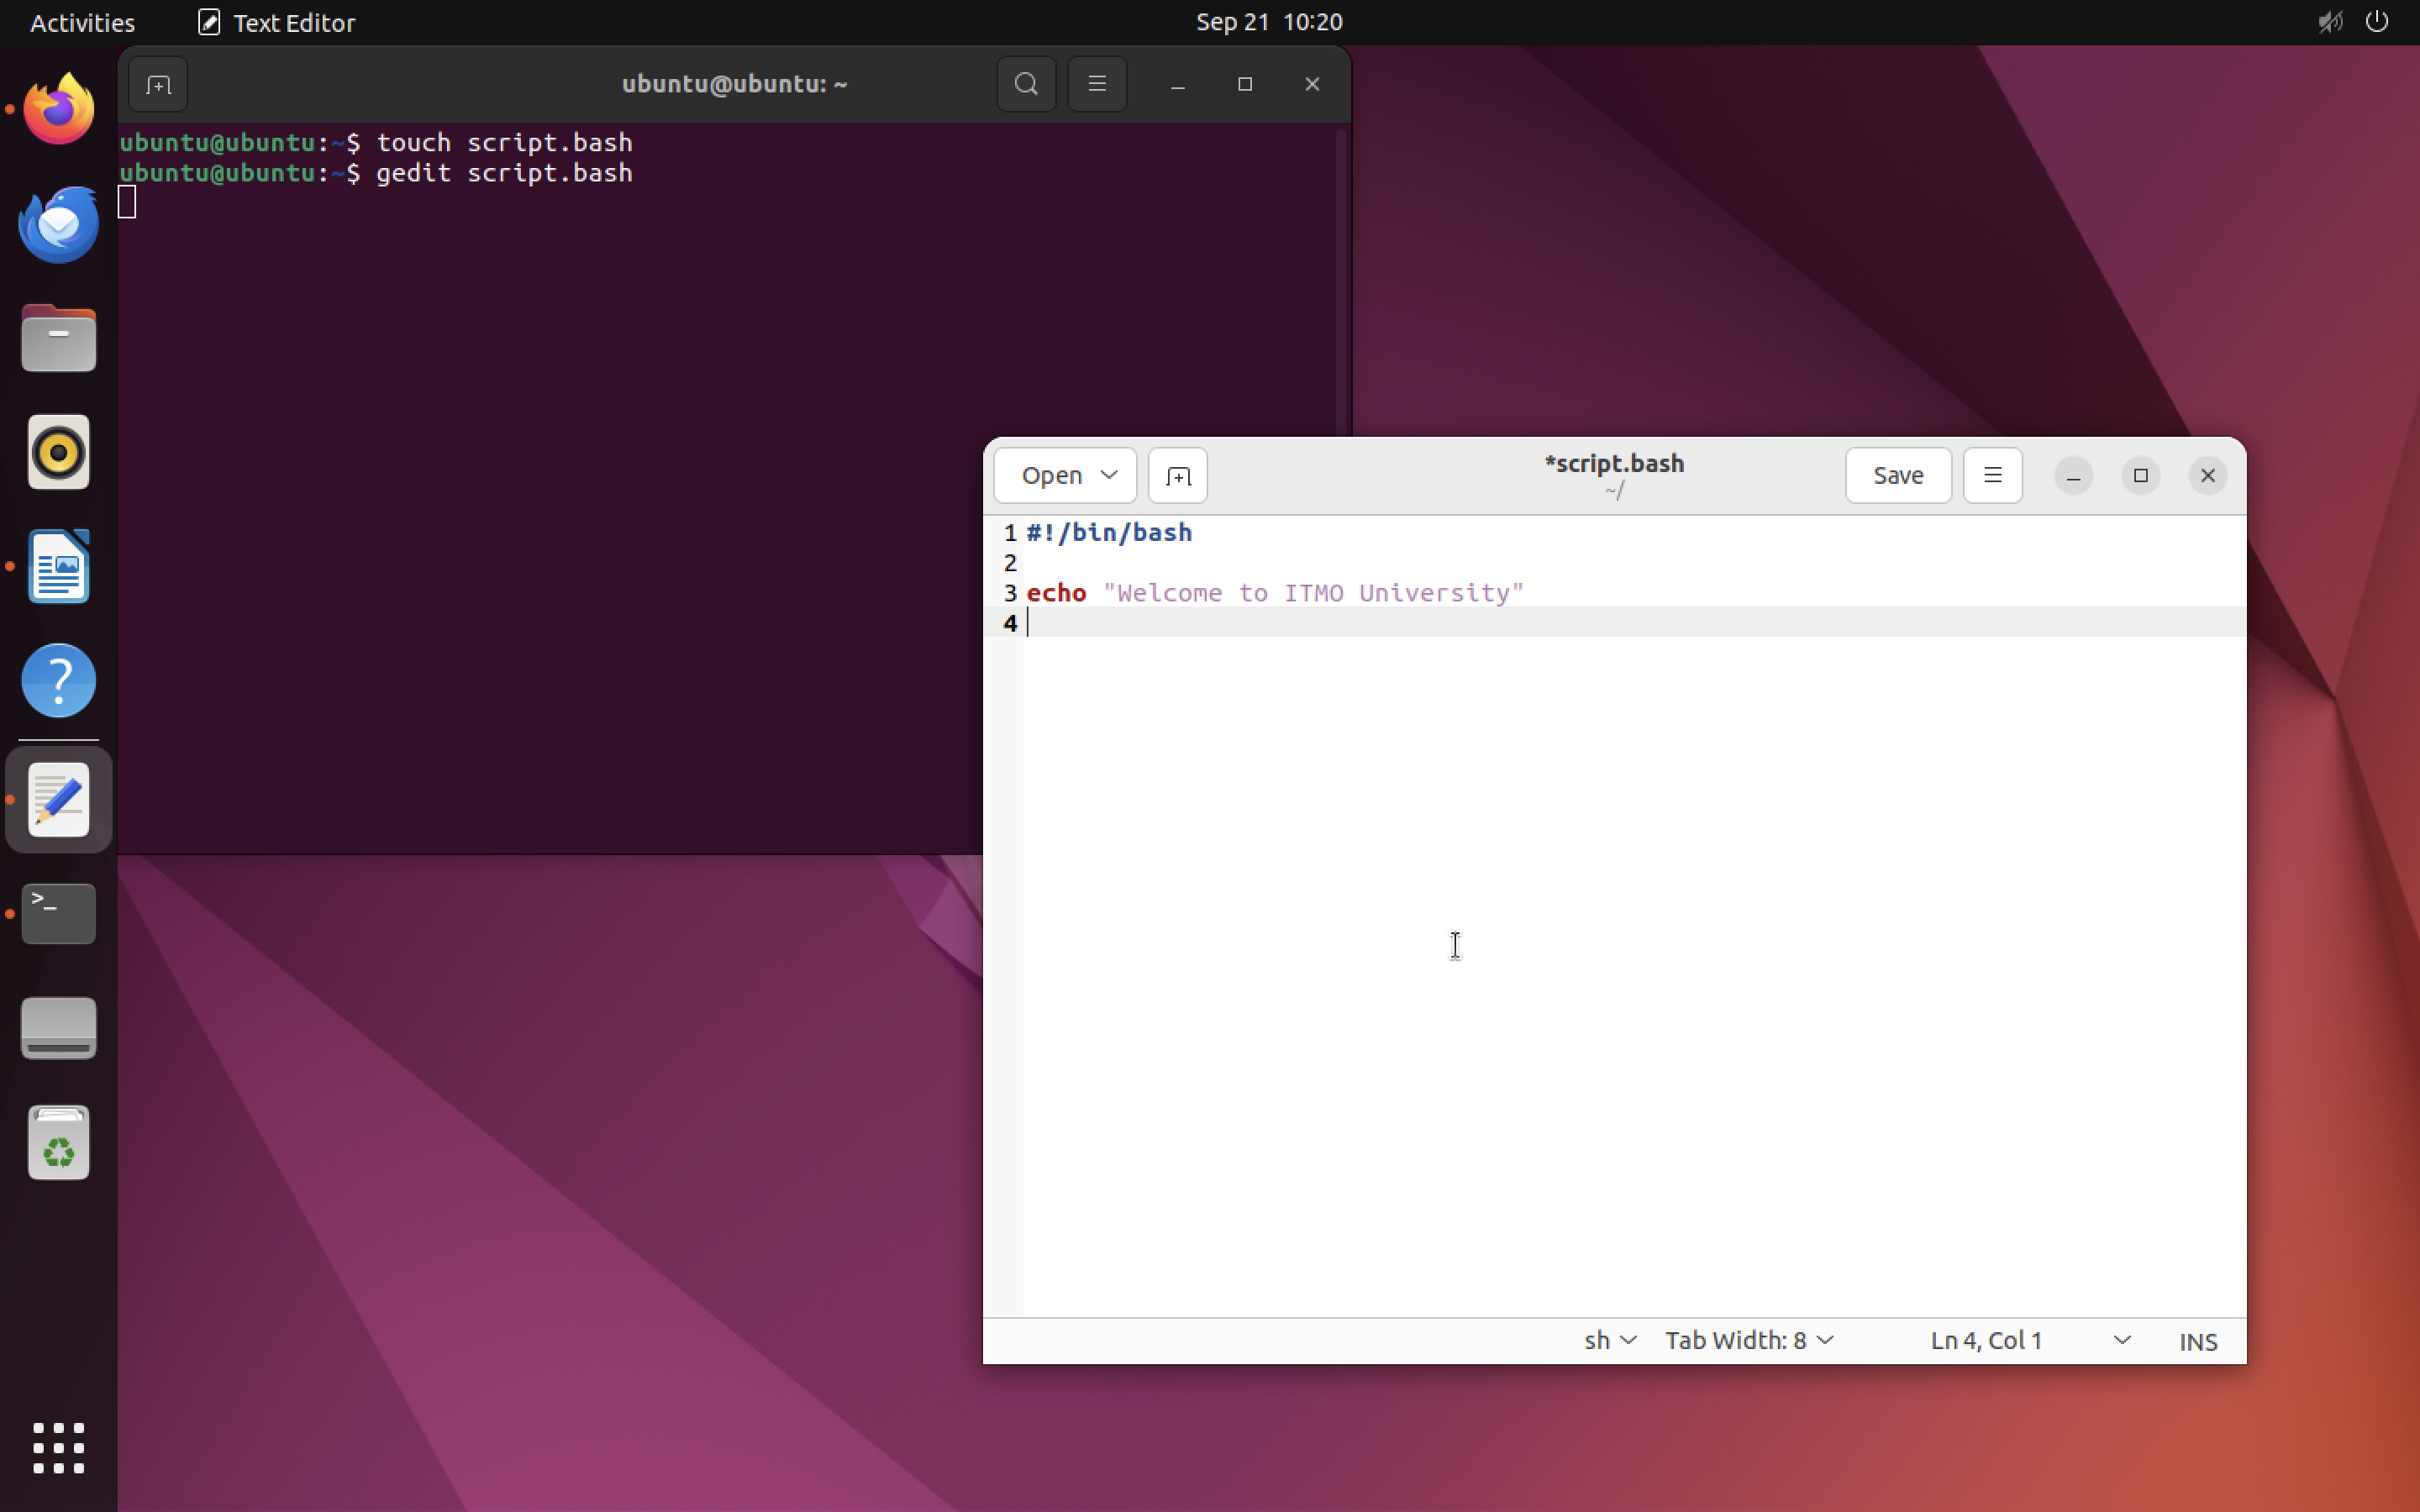 Activities Text Editor Sep 21 10:20
ubuntu@ubuntu: ~
ubuntu@ubuntu:~$ touch script.bash
ubuntu@ubuntu:~$ gedit script.bash
Open *script.bash Save
~/
1 #!/bin/bash
2
3 echo "Welcome to ITMO University"
4
sh Tab Width: 8 Ln 4, Col 1 INS